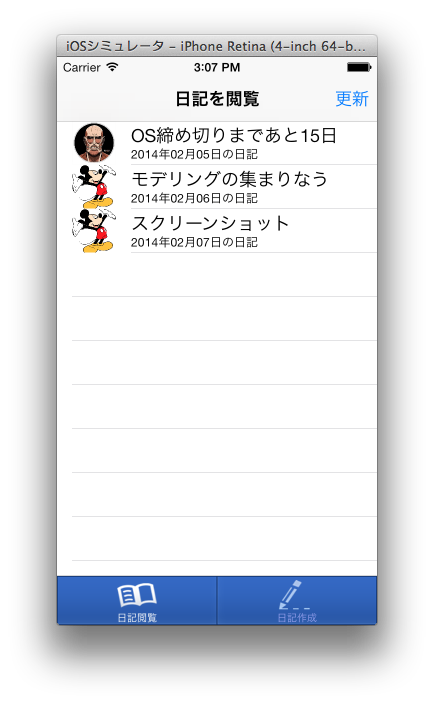 iOSシミュレータ – iPhone Retina (4-inch 64-b...
Carrier 3:07 PM
日記を閲覧 更新
OS締め切りまであと15日
2014年02月05日の日記
モデリングの集まりなう
2014年02月06日の日記
スクリーンショット
2014年02月07日の日記
日記閲覧 日記作成